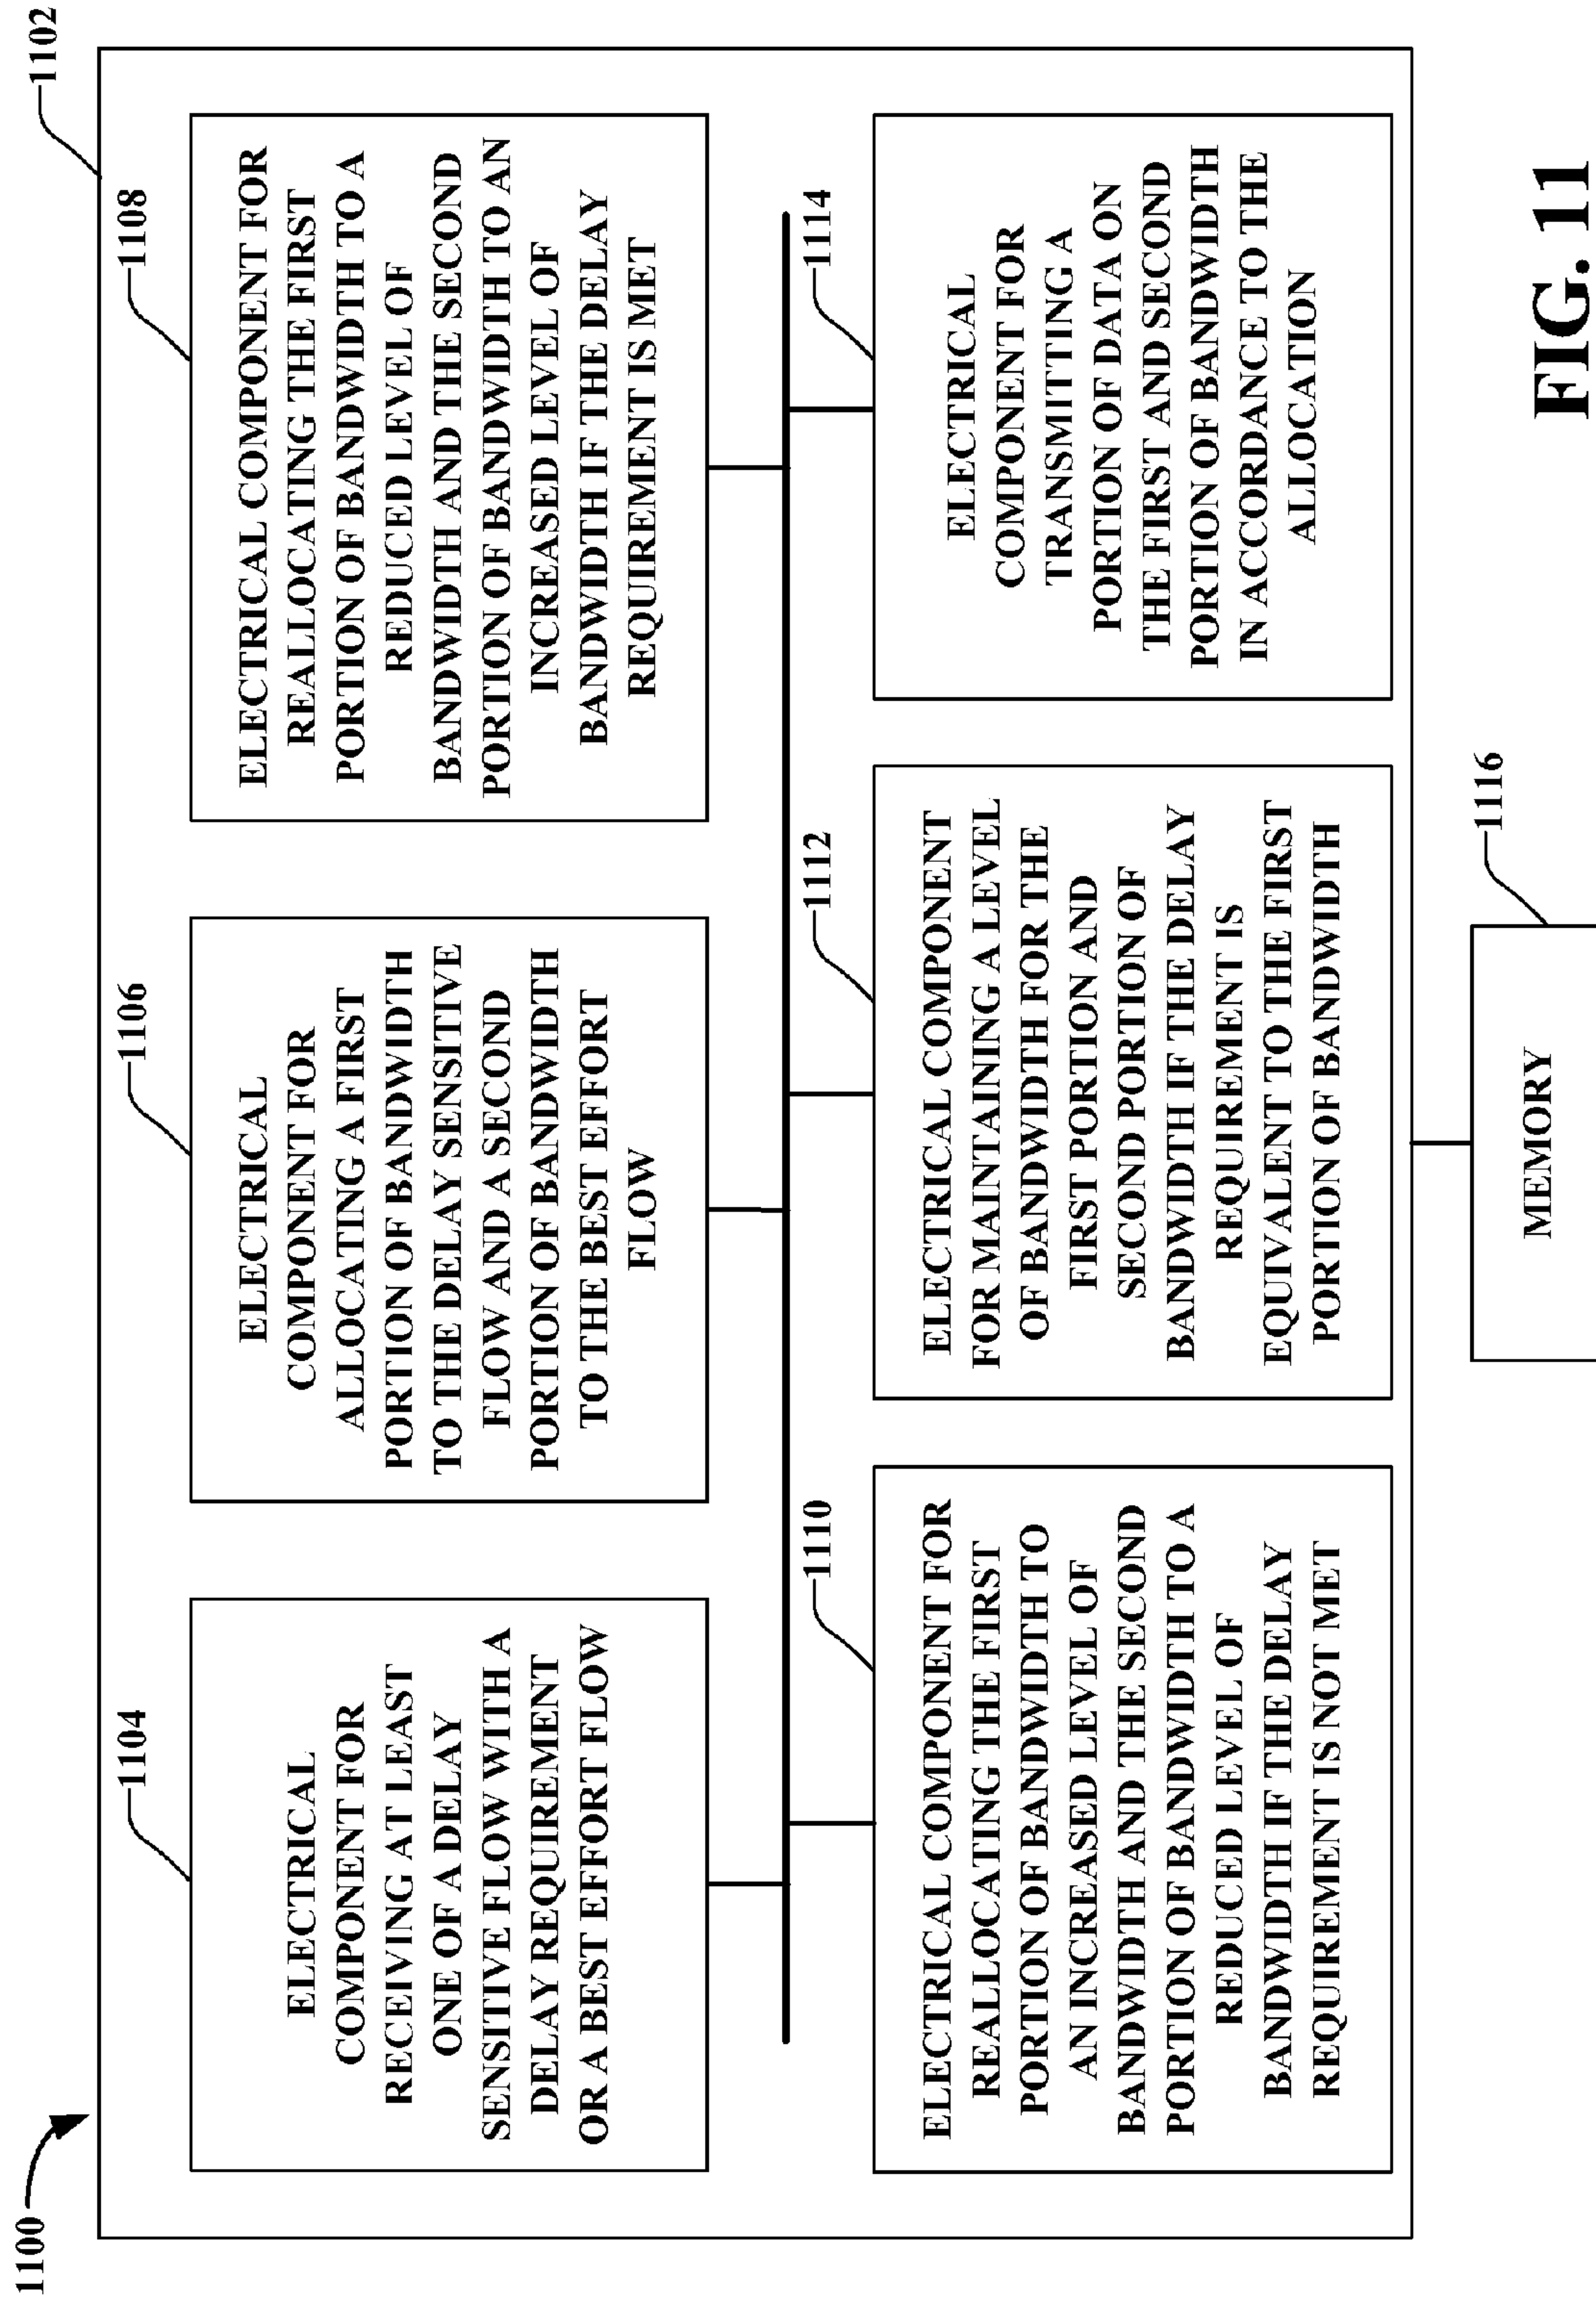 1100
1102
1104
ELECTRICAL
COMPONENT FOR
RECEIVING AT LEAST
ONE OF A DELAY
SENSITIVE FLOW WITH A
DELAY REQUIREMENT
OR A BEST EFFORT FLOW
1106
ELECTRICAL
COMPONENT FOR
ALLOCATING A FIRST
PORTION OF BANDWIDTH
TO THE DELAY SENSITIVE
FLOW AND A SECOND
PORTION OF BANDWIDTH
TO THE BEST EFFORT
FLOW
1108
ELECTRICAL COMPONENT FOR
REALLOCATING THE FIRST
PORTION OF BANDWIDTH TO A
REDUCED LEVEL OF
BANDWIDTH AND THE SECOND
PORTION OF BANDWIDTH TO AN
INCREASED LEVEL OF
BANDWIDTH IF THE DELAY
REQUIREMENT IS MET
1110
ELECTRICAL COMPONENT FOR
REALLOCATING THE FIRST
PORTION OF BANDWIDTH TO
AN INCREASED LEVEL OF
BANDWIDTH AND THE SECOND
PORTION OF BANDWIDTH TO A
REDUCED LEVEL OF
BANDWIDTH IF THE DELAY
REQUIREMENT IS NOT MET
1112
ELECTRICAL COMPONENT
FOR MAINTAINING A LEVEL
OF BANDWIDTH FOR THE
FIRST PORTION AND
SECOND PORTION OF
BANDWIDTH IF THE DELAY
REQUIREMENT IS
EQUIVALENT TO THE FIRST
PORTION OF BANDWIDTH
1114
ELECTRICAL
COMPONENT FOR
TRANSMITTING A
PORTION OF DATA ON
THE FIRST AND SECOND
PORTION OF BANDWIDTH
IN ACCORDANCE TO THE
ALLOCATION
1116
MEMORY
FIG. 11